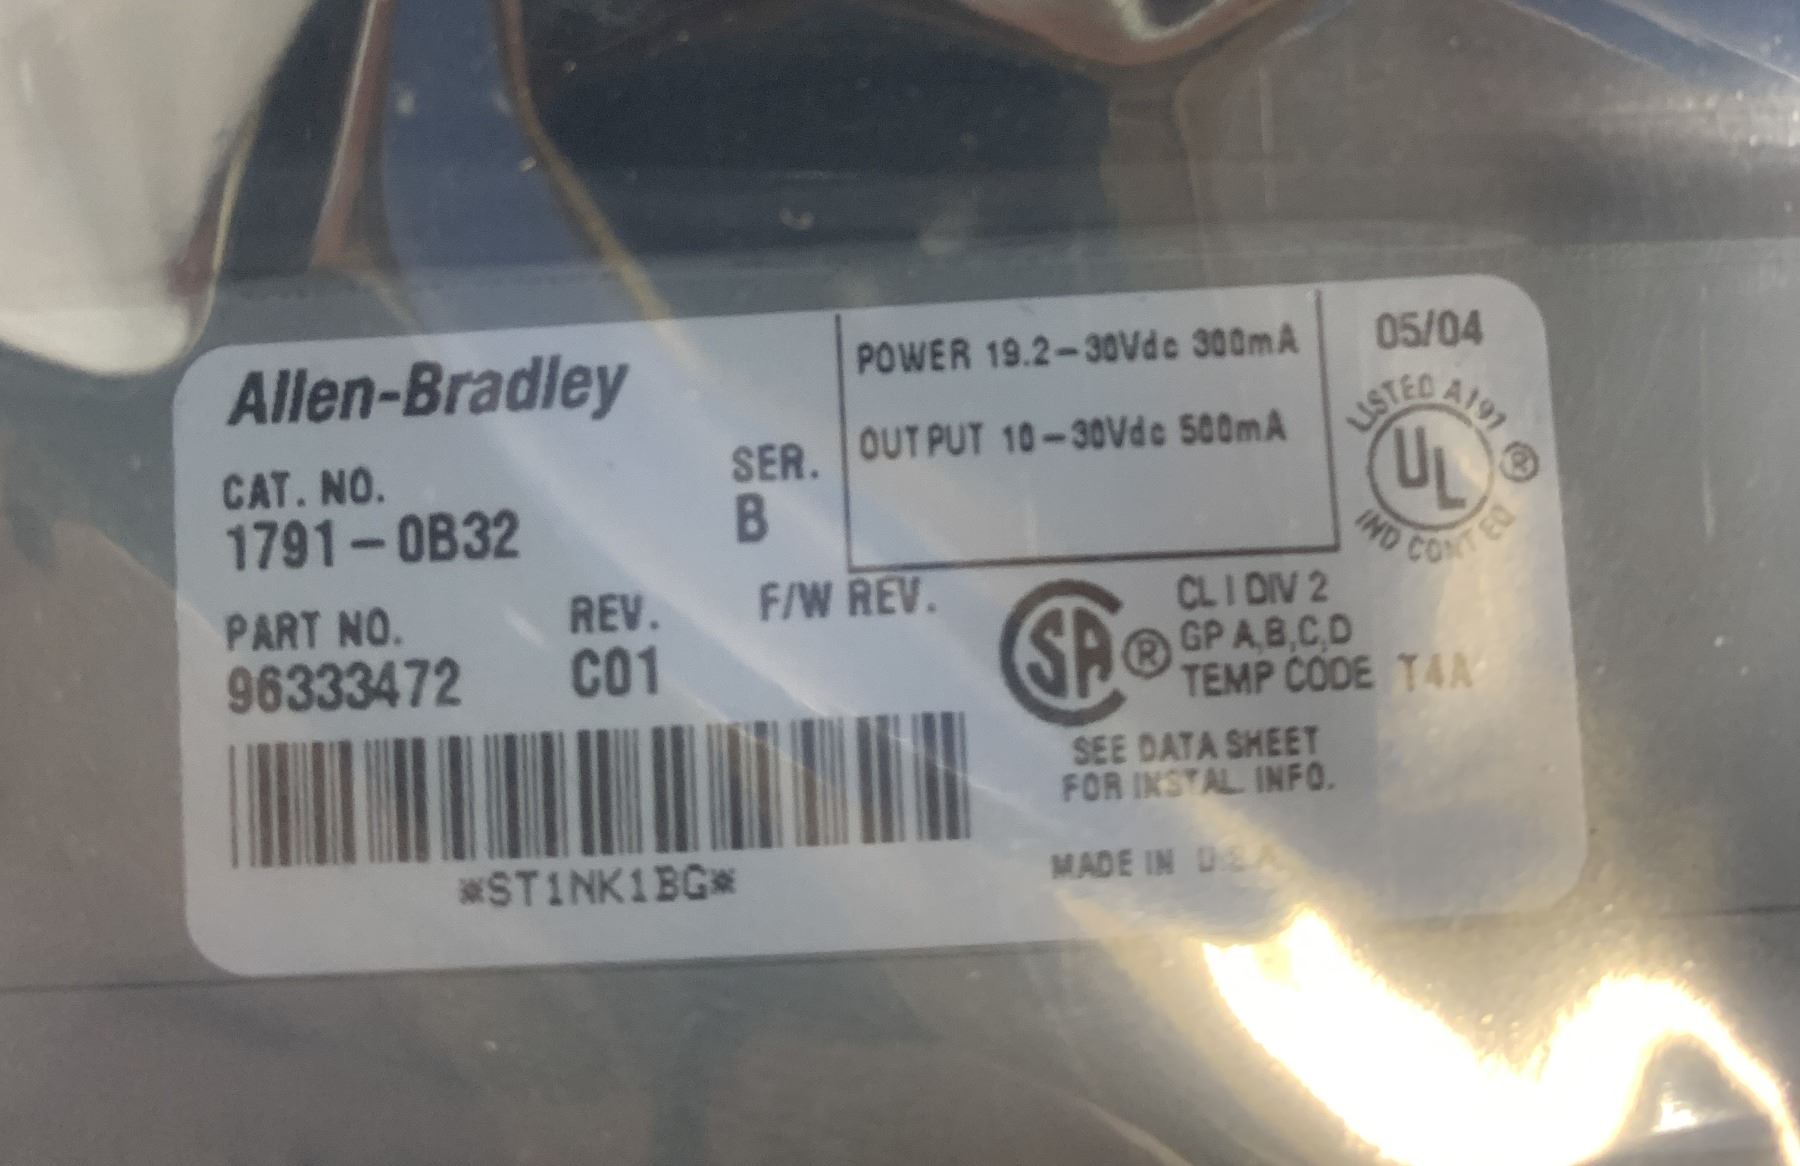 Allen-Bradley
CAT. NO.
1791-0B32
SER.
B
PART NO.
96333472
REV.
C01
F/W REV.
*ST1NK1BG*
POWER 19.2-30Vdc 300mA
OUTPUT 10-30Vdc 500mA
05/04
LISTED A197
UL ®
IND CONT EQ
SA ®
CL I DIV 2
GP A,B,C,D
TEMP CODE T4A
SEE DATA SHEET
FOR INSTAL. INFO.
MADE IN U.S.A.